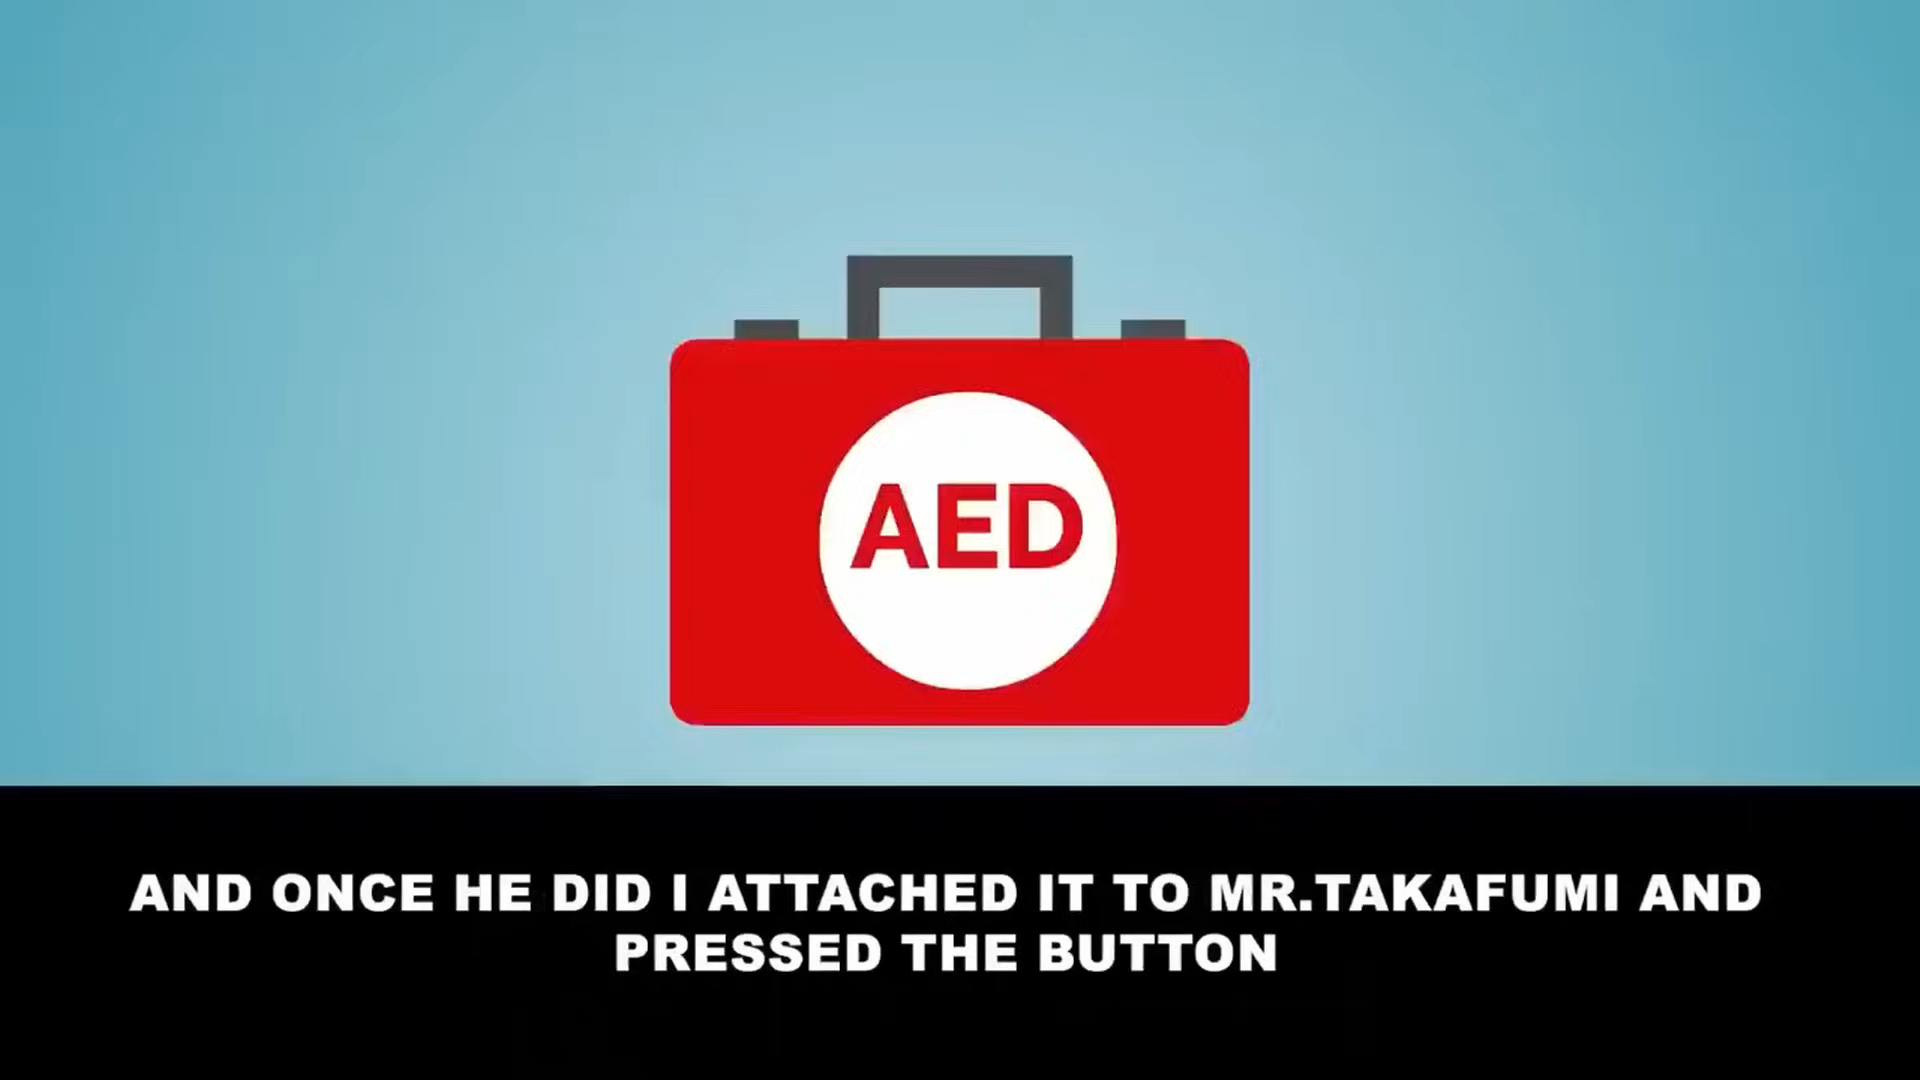 AED
AND ONCE HE DID I ATTACHED IT TO MR.TAKAFUMI AND
PRESSED THE BUTTON